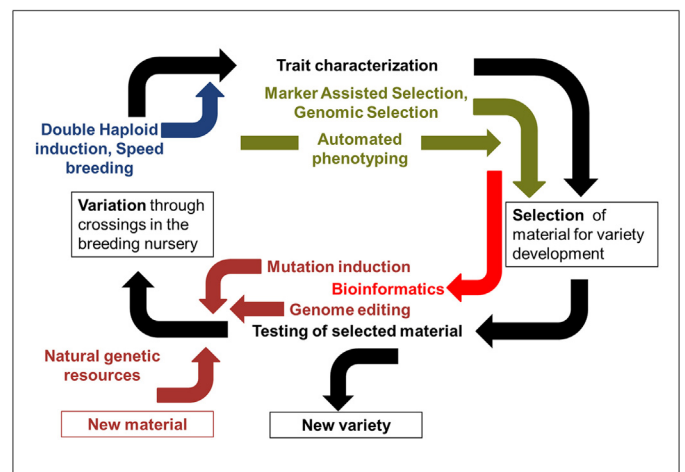 Trait characterization
Marker Assisted Selection,
Genomic Selection
Double Haploid
induction, Speed
breeding
Automated
phenotyping
Variation through
crossings in the
breeding nursery
Selection of
material for variety
development
Mutation induction
Bioinformatics
Genome editing
Testing of selected material
Natural genetic
resources
New material
New variety